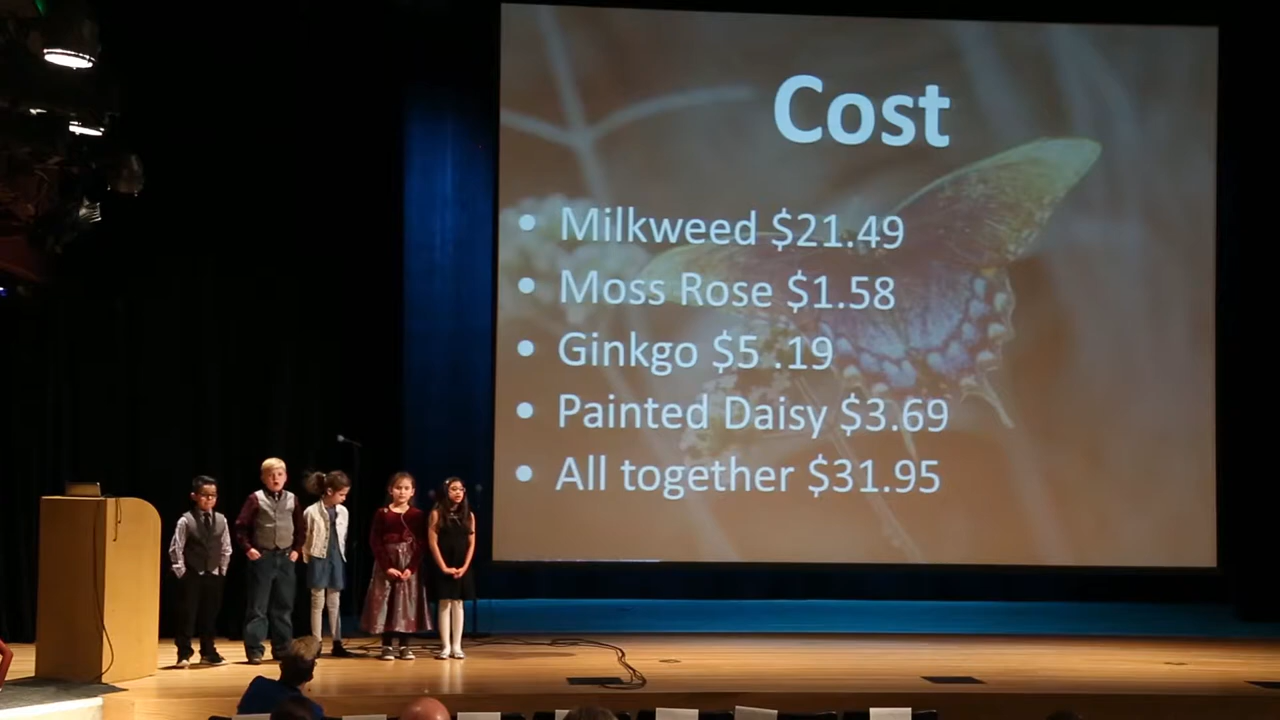 Cost
• Milkweed $21.49
• Moss Rose $1.58
• Ginkgo $5 .19
• Painted Daisy $3.69
• All together $31.95